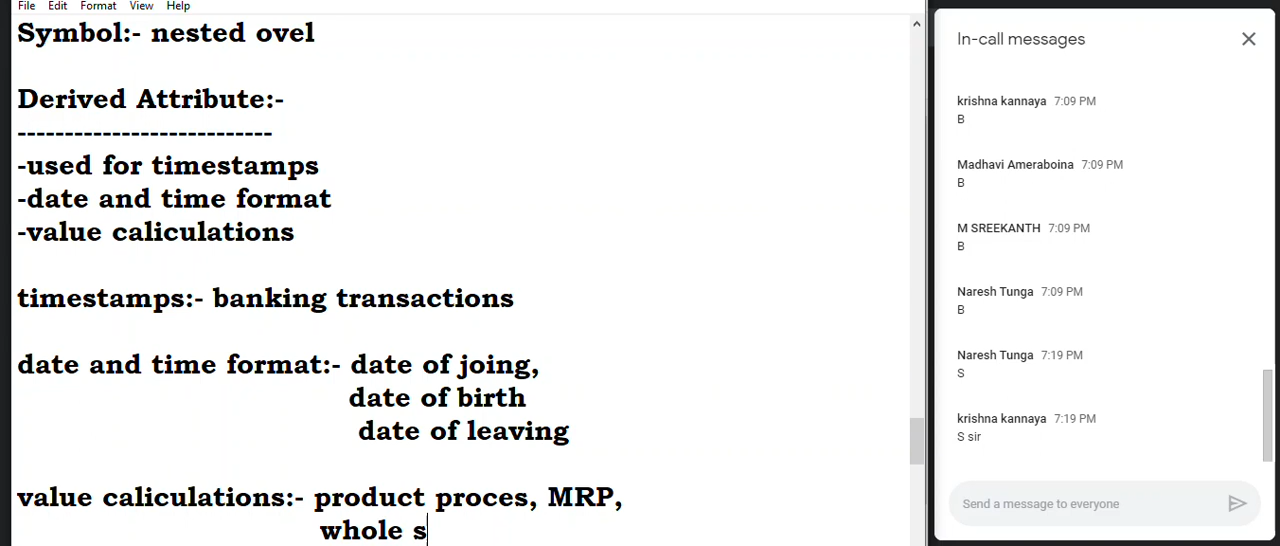 File Edit Format View Help
Symbol:- nested ovel
Derived Attribute:-
---------------------------
-used for timestamps
-date and time format
-value caliculations
timestamps:- banking transactions
date and time format:- date of joing,
date of birth
date of leaving
value caliculations:- product proces, MRP,
whole s
In-call messages
krishna kannaya 7:09 PM
B
Madhavi Ameraboina 7:09 PM
B
M SREEKANTH 7:09 PM
B
Naresh Tunga 7:09 PM
B
Naresh Tunga 7:19 PM
S
krishna kannaya 7:19 PM
S sir
Send a message to everyone